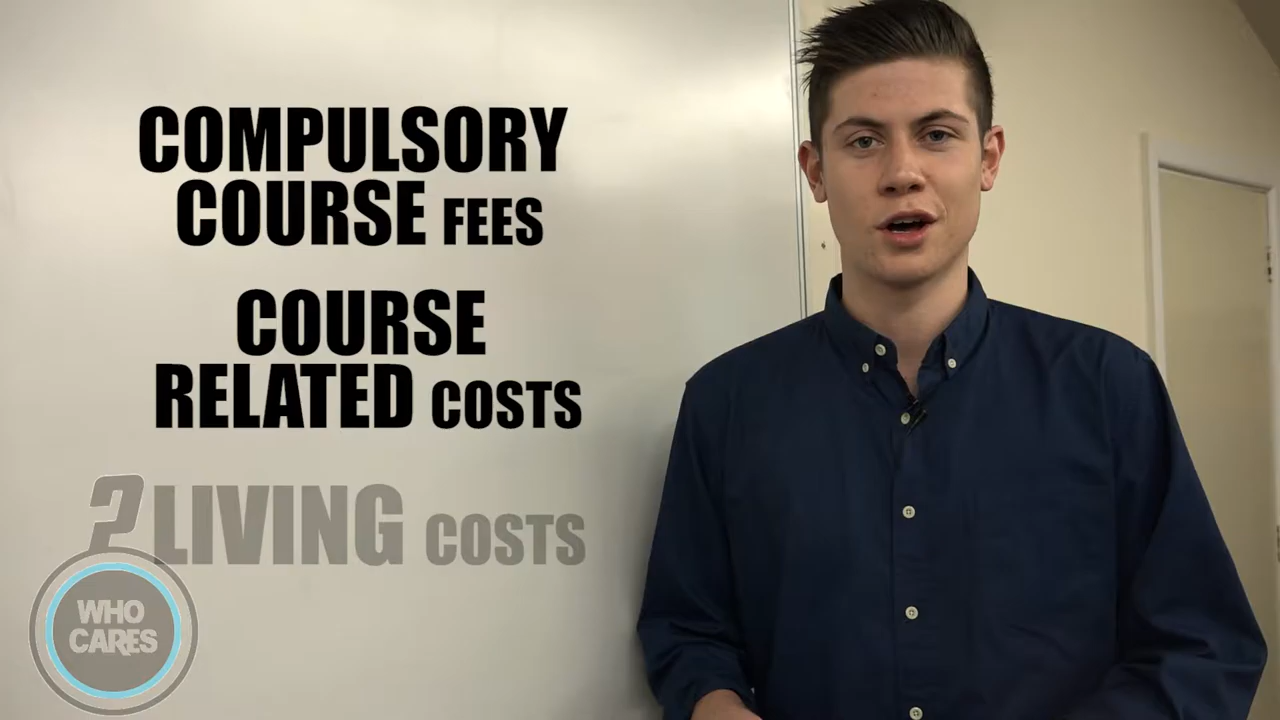 COMPULSORY
COURSE FEES
COURSE
RELATED COSTS
LIVING COSTS
?
WHO
CARES